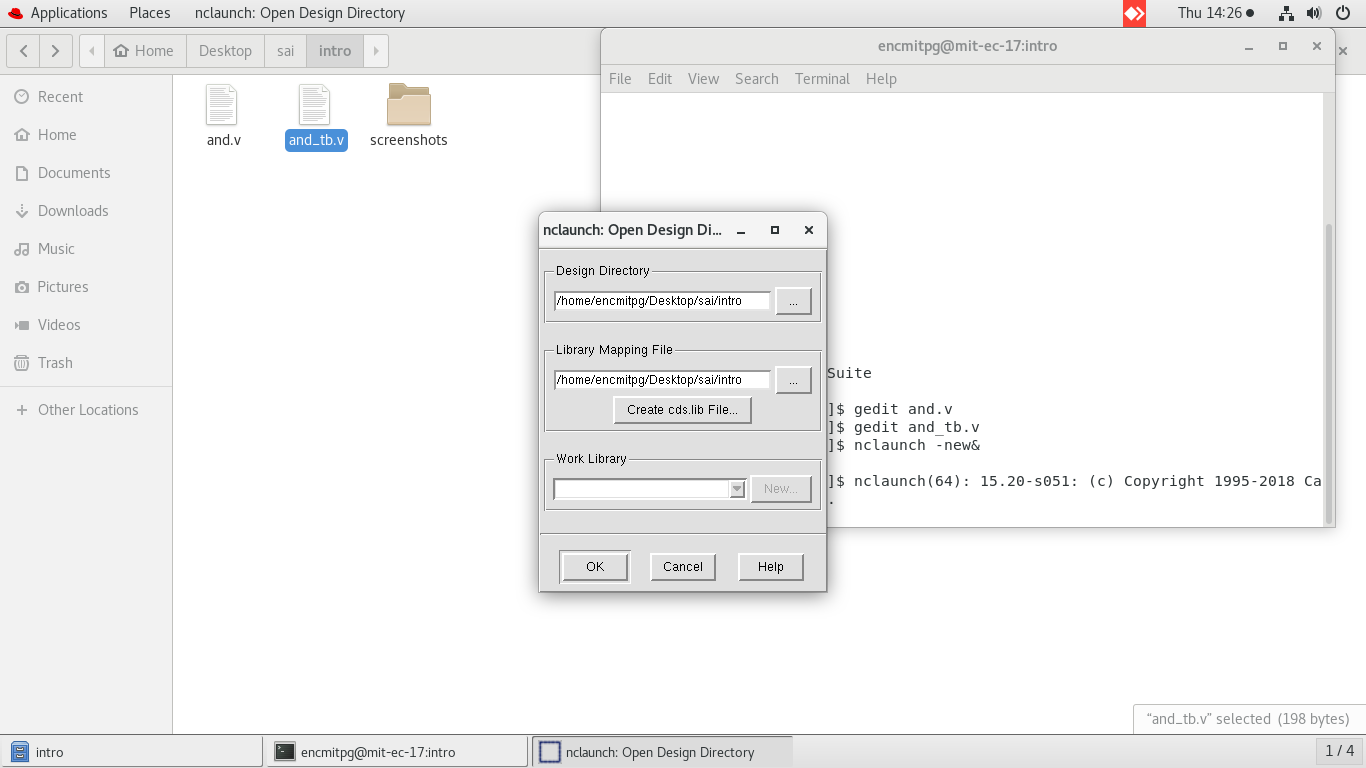 Applications Places nclaunch: Open Design Directory Thu 14:26
Home Desktop sai intro
encmitpg@mit-ec-17:intro
File Edit View Search Terminal Help
Recent
Home
Documents
Downloads
Music
Pictures
Videos
Trash
Other Locations
and.v and_tb.v screenshots
Suite
]$ gedit and.v
]$ gedit and_tb.v
]$ nclaunch -new&
]$ nclaunch(64): 15.20-s051: (c) Copyright 1995-2018 Ca
.
nclaunch: Open Design Di...
Design Directory
/home/encmitpg/Desktop/sai/intro ...
Library Mapping File
/home/encmitpg/Desktop/sai/intro ...
Create cds.lib File...
Work Library
New...
OK Cancel Help
“and_tb.v” selected (198 bytes)
intro encmitpg@mit-ec-17:intro nclaunch: Open Design Directory 1 / 4